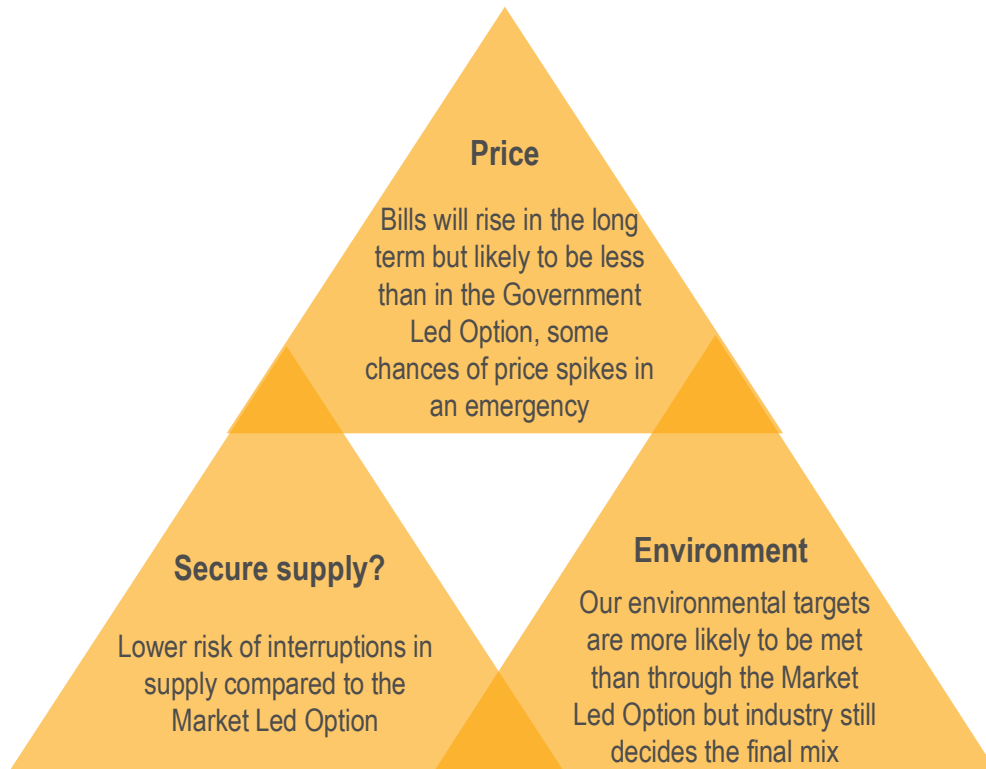 Price
Bills will rise in the long
term but likely to be less
than in the Government
Led Option, some
chances of price spikes in
an emergency
Secure supply?
Lower risk of interruptions in
supply compared to the
Market Led Option
Environment
Our environmental targets
are more likely to be met
than through the Market
Led Option but industry still
decides the final mix